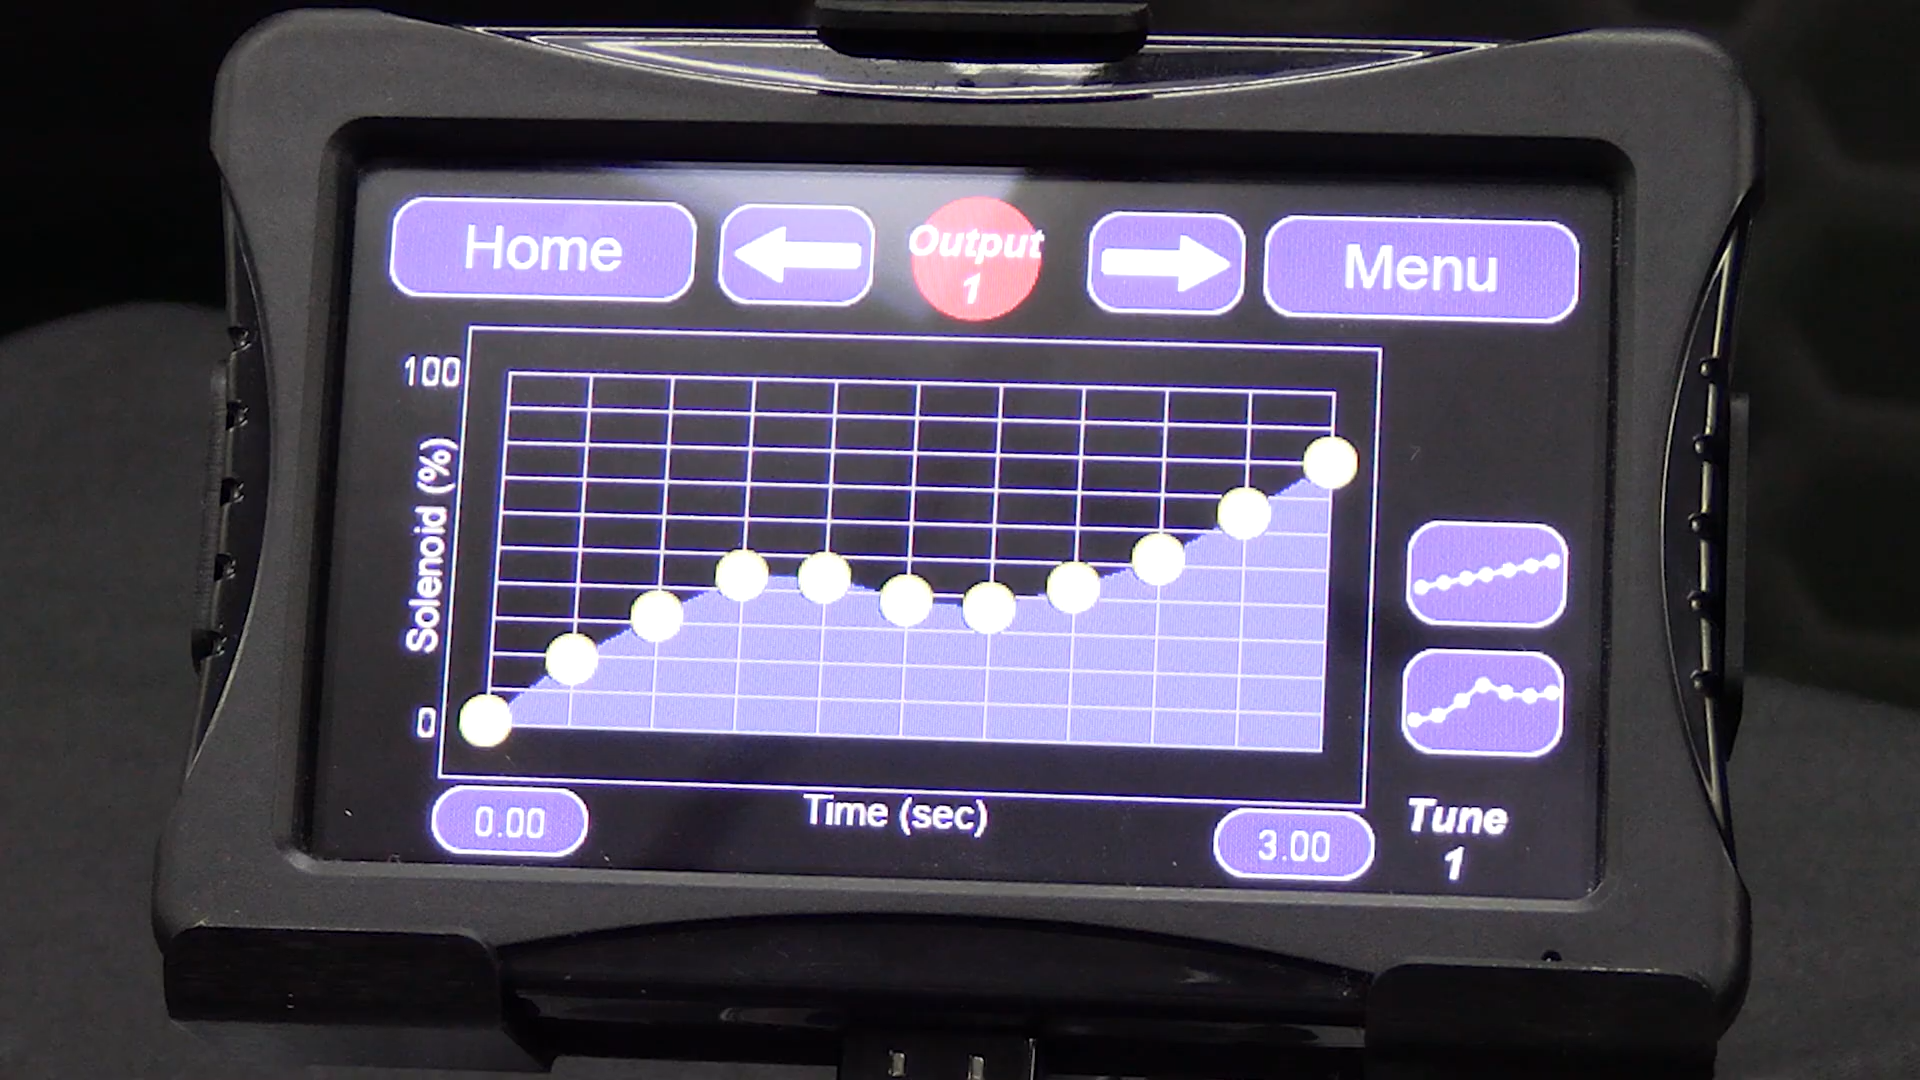 Home
Output
1
Menu
100
Solenoid (%)
0
0.00
Time (sec)
3.00
Tune
1